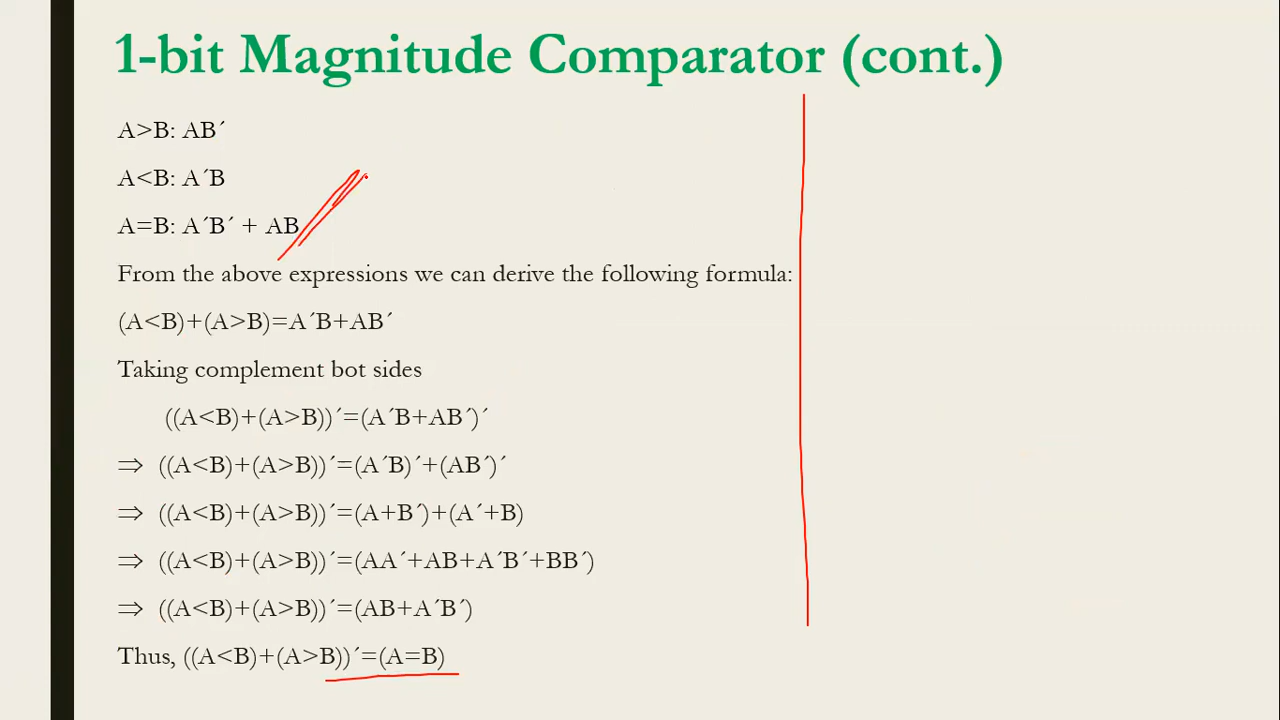 1-bit Magnitude Comparator (cont.)
A>B: AB´
A<B: A´B
A=B: A´B´ + AB
From the above expressions we can derive the following formula:
(A<B)+(A>B)=A´B+AB´
Taking complement bot sides
((A<B)+(A>B))´=(A´B+AB´)´
⇒ ((A<B)+(A>B))´=(A´B)´+(AB´)´
⇒ ((A<B)+(A>B))´=(A+B´)+(A´+B)
⇒ ((A<B)+(A>B))´=(AA´+AB+A´B´+BB´)
⇒ ((A<B)+(A>B))´=(AB+A´B´)
Thus, ((A<B)+(A>B))´=(A=B)